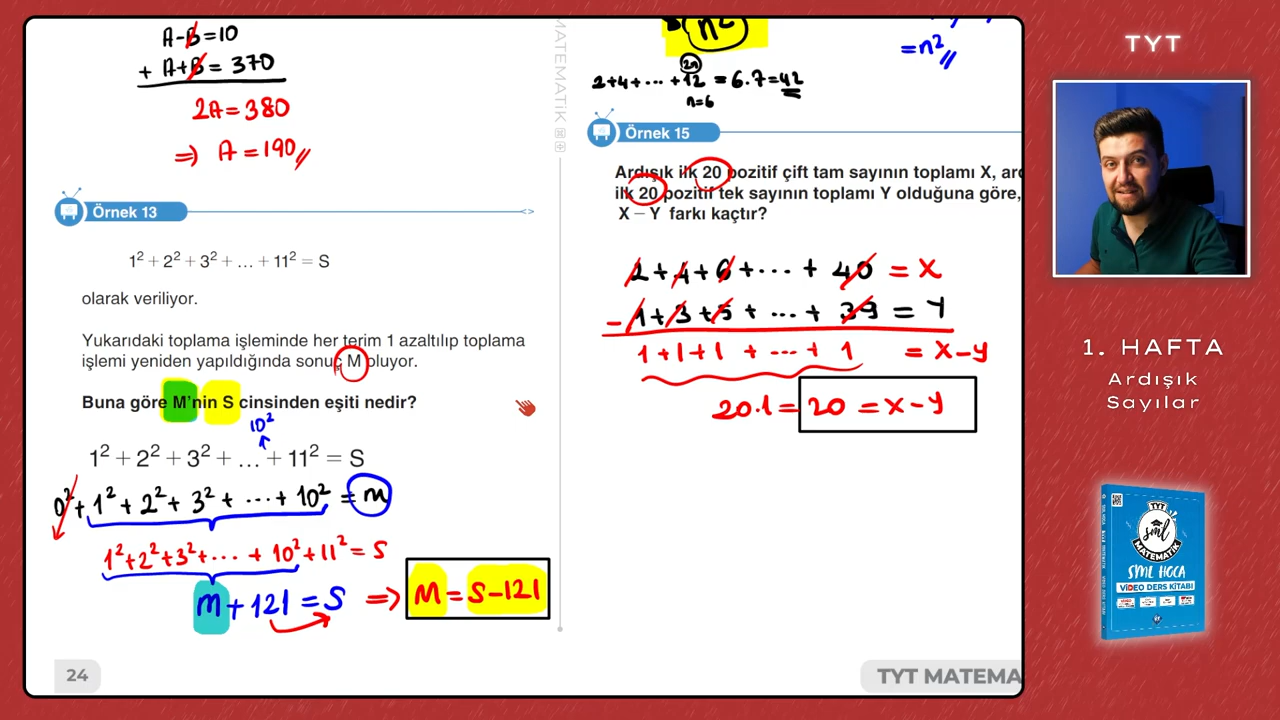 A-B=10
+ A+B=370
2A=380
⇒ A=190//
Örnek 13
1² + 2² + 3² + ... + 11² = S
olarak veriliyor.
Yukarıdaki toplama işleminde her terim 1 azaltılıp toplama
işlemi yeniden yapıldığında sonuç M oluyor.
Buna göre M'nin S cinsinden eşiti nedir?
10²
1² + 2² + 3² + ... + 11² = S
0²+1²+2²+3²+...+10²=m
1²+2²+3²+...+10²+11²=S
m+121=S ⇒ M=S-121
24
MATEMATİK
n²
=n²//
2n
2+4+...+12=6.7=42
n=6
Örnek 15
Ardışık ilk 20 pozitif çift tam sayının toplamı X,
ilk 20 pozitif tek sayının toplamı Y olduğuna göre,
X – Y farkı kaçtır?
2+4+6+...+40=X
-1+3+5+...+39=Y
1+1+1+...+1=X-Y
20.1=20=X-Y
TYT MATEMA
TYT
1. HAFTA
Ardışık
Sayılar
TYT
SML
MATEMATİK
SML HOCA
VİDEO DERS KİTABI